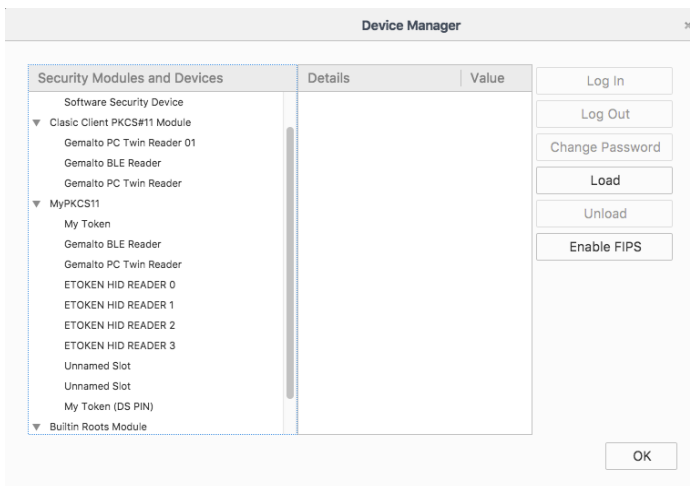 Device Manager
Security Modules and Devices
Details
Value
Software Security Device
Clasic Client PKCS#11 Module
Gemalto PC Twin Reader 01
Gemalto BLE Reader
Gemalto PC Twin Reader
MyPKCS11
My Token
Gemalto BLE Reader
Gemalto PC Twin Reader
ETOKEN HID READER 0
ETOKEN HID READER 1
ETOKEN HID READER 2
ETOKEN HID READER 3
Unnamed Slot
Unnamed Slot
My Token (DS PIN)
Builtin Roots Module
Log In
Log Out
Change Password
Load
Unload
Enable FIPS
OK